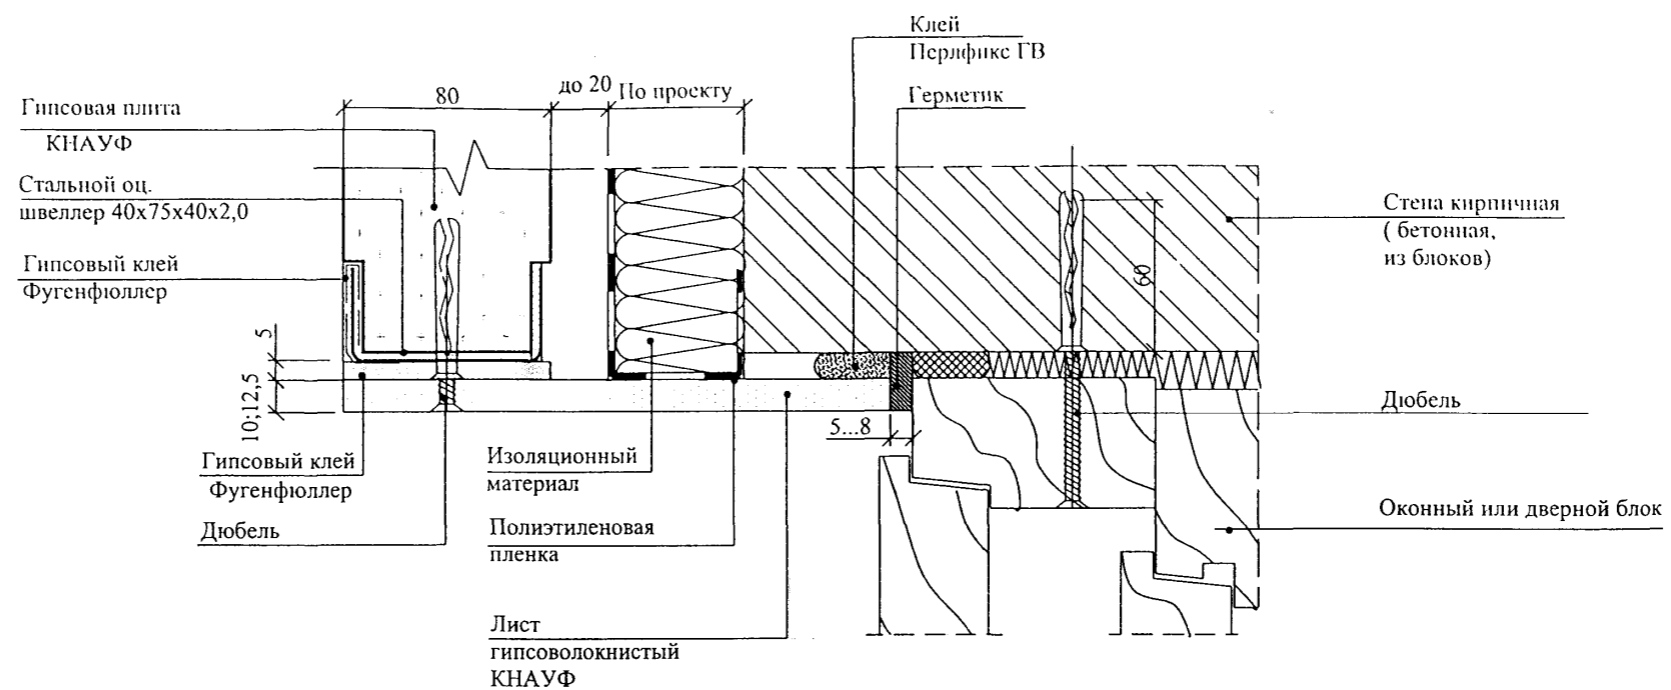 Клей
Перлфикс ГВ
Герметик
80
до 20
По проекту
Гипсовая плита
КНАУФ
Стальной оц.
швеллер 40х75х40х2,0
Гипсовый клей
Фугенфюллер
5
10;12,5
Гипсовый клей
Фугенфюллер
Дюбель
Изоляционный
материал
Полиэтиленовая
пленка
Лист
гипсоволокнистый
КНАУФ
5...8
60
Стена кирпичная
( бетонная,
из блоков)
Дюбель
Оконный или дверной блок